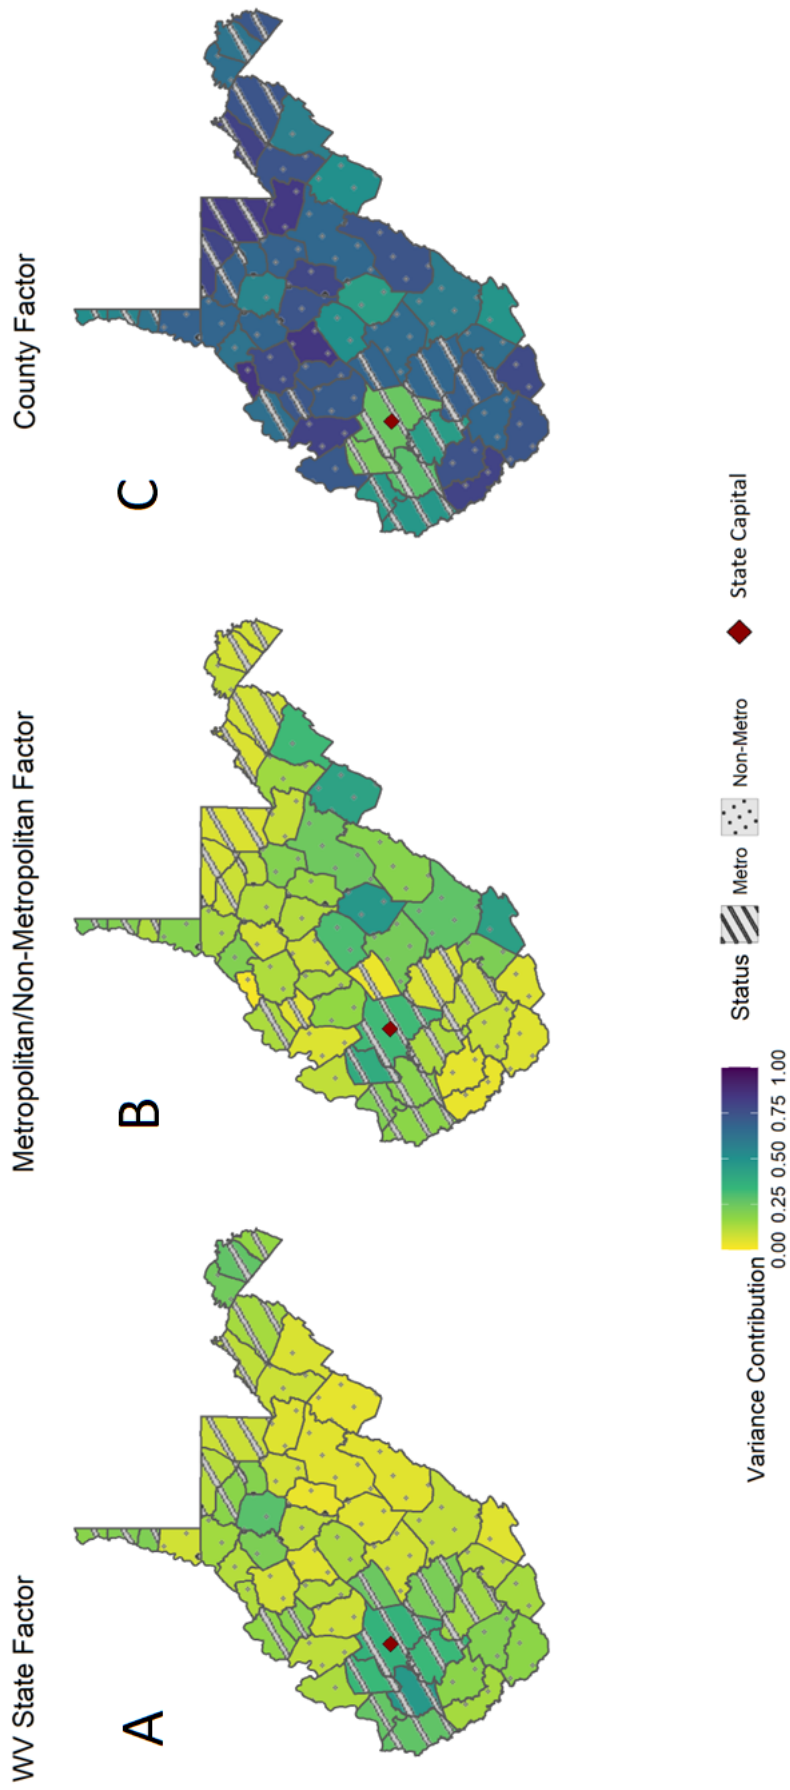 WV State Factor
Metropolitan/Non-Metropolitan Factor
County Factor
A
B
C
Variance Contribution
0.00 0.25 0.50 0.75 1.00
Status
Metro
Non-Metro
State Capital